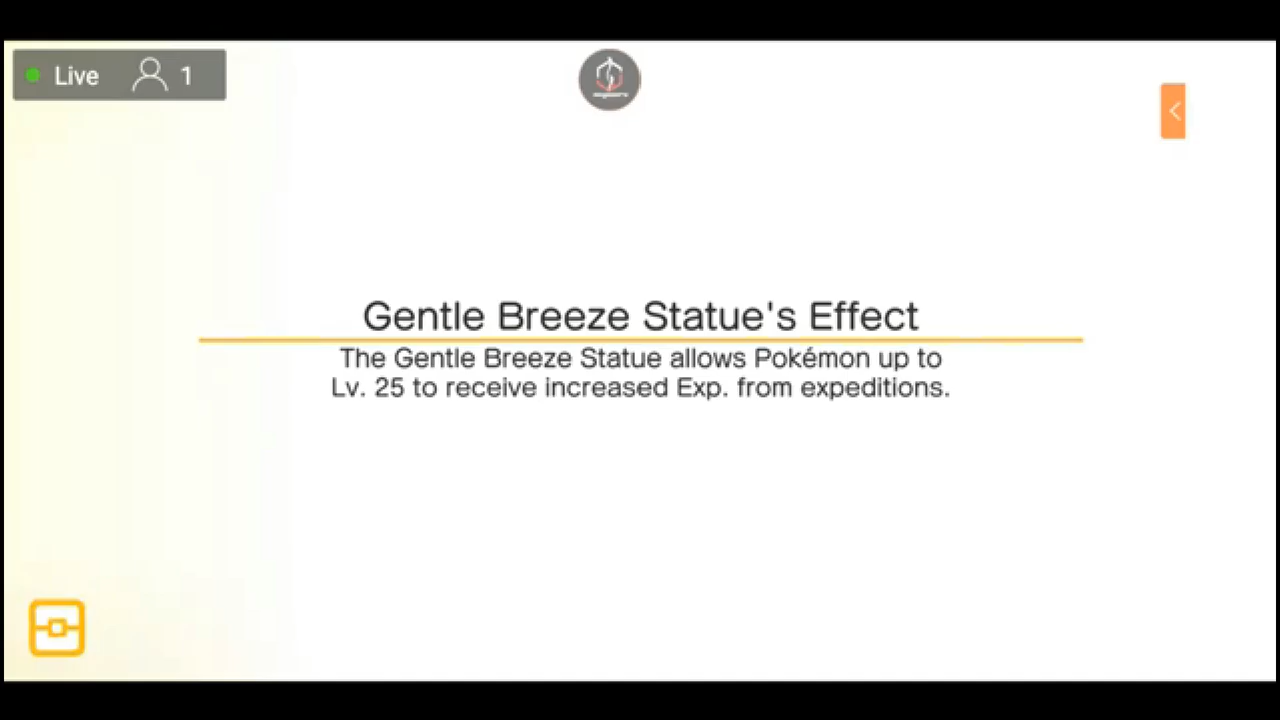 Live 1
Gentle Breeze Statue's Effect
The Gentle Breeze Statue allows Pokémon up to
Lv. 25 to receive increased Exp. from expeditions.